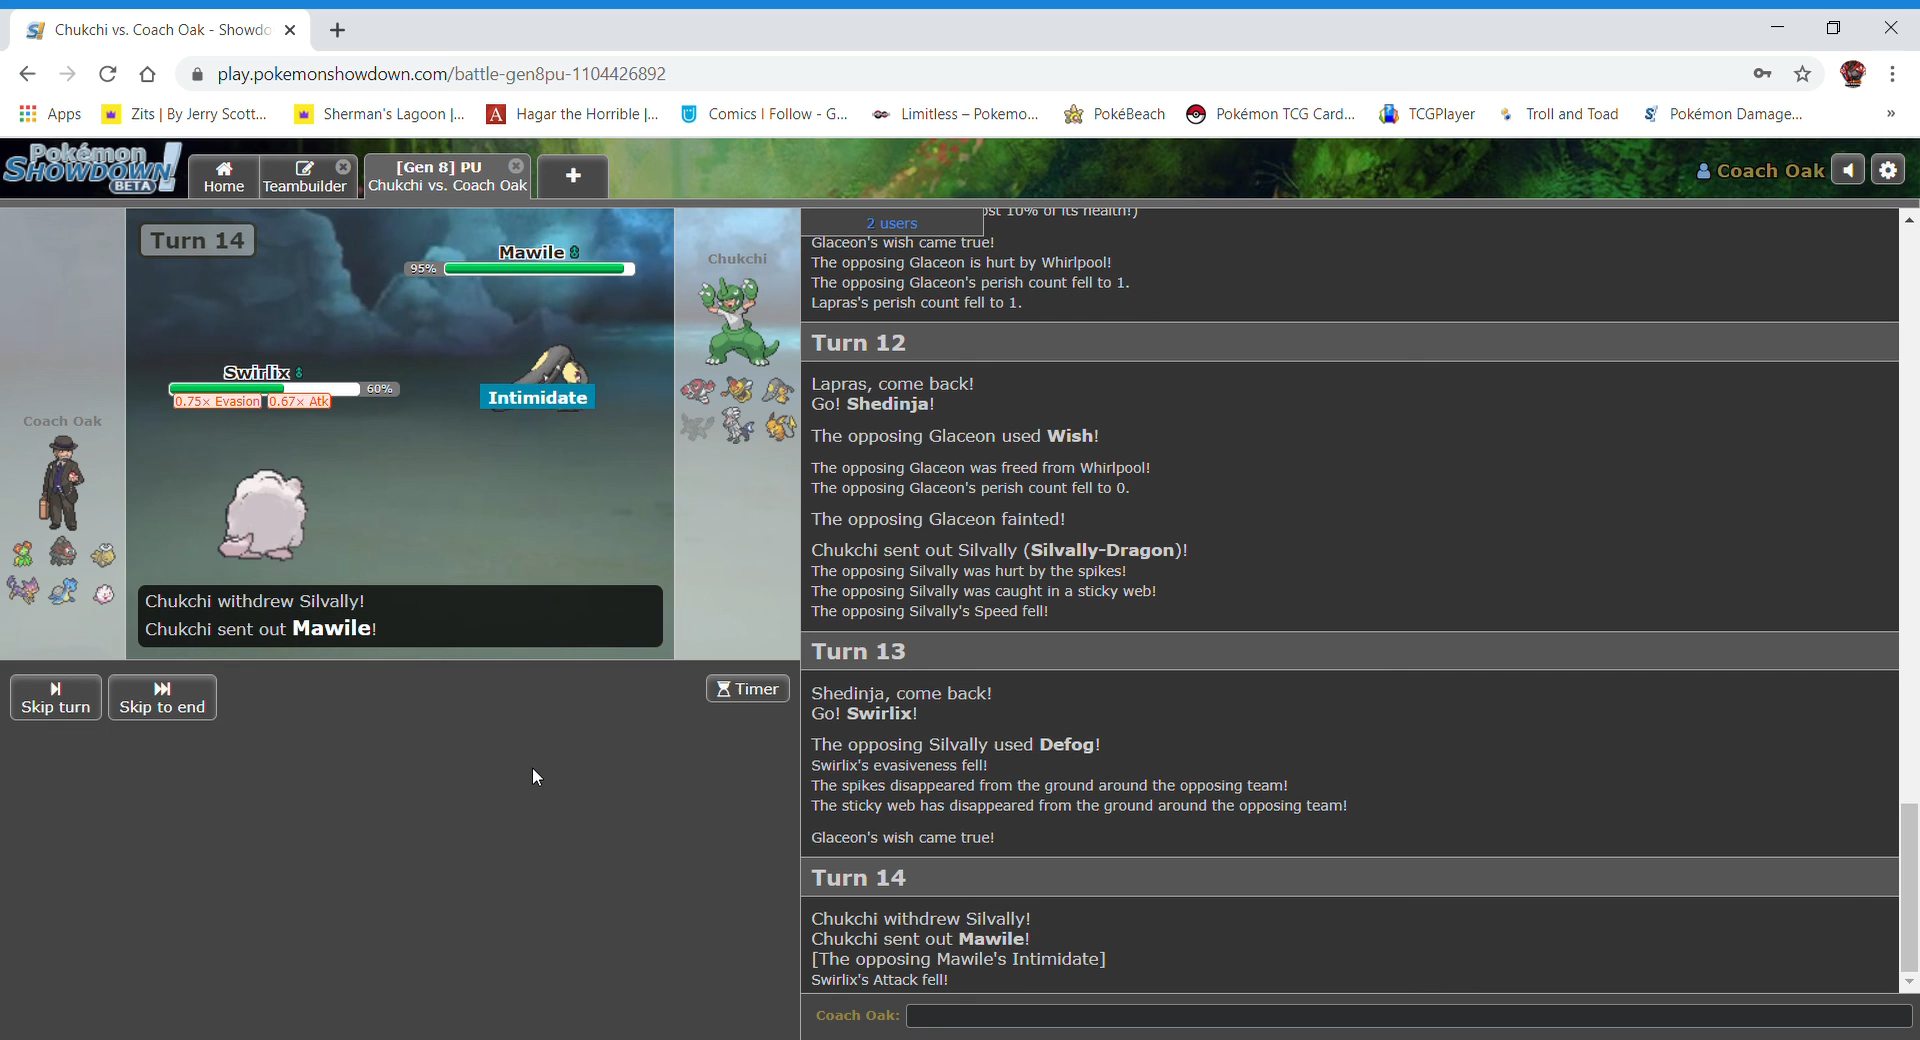 Chukchi vs. Coach Oak - Showdo
play.pokemonshowdown.com/battle-gen8pu-1104426892
Apps
Zits | By Jerry Scott...
Sherman's Lagoon |...
Hagar the Horrible |...
Comics I Follow - G...
Limitless – Pokemo...
PokéBeach
Pokémon TCG Card...
TCGPlayer
Troll and Toad
Pokémon Damage...
»
Pokémon
SHOWDOWN!
BETA
Home
Teambuilder
[Gen 8] PU
Chukchi vs. Coach Oak
Coach Oak
Turn 14
Mawile
95%
Swirlix
60%
0.75× Evasion
0.67× Atk
Intimidate
Chukchi
Coach Oak
Chukchi withdrew Silvally!
Chukchi sent out Mawile!
Skip turn
Skip to end
Timer
2 users
10% of its health!)
Glaceon's wish came true!
The opposing Glaceon is hurt by Whirlpool!
The opposing Glaceon's perish count fell to 1.
Lapras's perish count fell to 1.
Turn 12
Lapras, come back!
Go! Shedinja!
The opposing Glaceon used Wish!
The opposing Glaceon was freed from Whirlpool!
The opposing Glaceon's perish count fell to 0.
The opposing Glaceon fainted!
Chukchi sent out Silvally (Silvally-Dragon)!
The opposing Silvally was hurt by the spikes!
The opposing Silvally was caught in a sticky web!
The opposing Silvally's Speed fell!
Turn 13
Shedinja, come back!
Go! Swirlix!
The opposing Silvally used Defog!
Swirlix's evasiveness fell!
The spikes disappeared from the ground around the opposing team!
The sticky web has disappeared from the ground around the opposing team!
Glaceon's wish came true!
Turn 14
Chukchi withdrew Silvally!
Chukchi sent out Mawile!
[The opposing Mawile's Intimidate]
Swirlix's Attack fell!
Coach Oak: